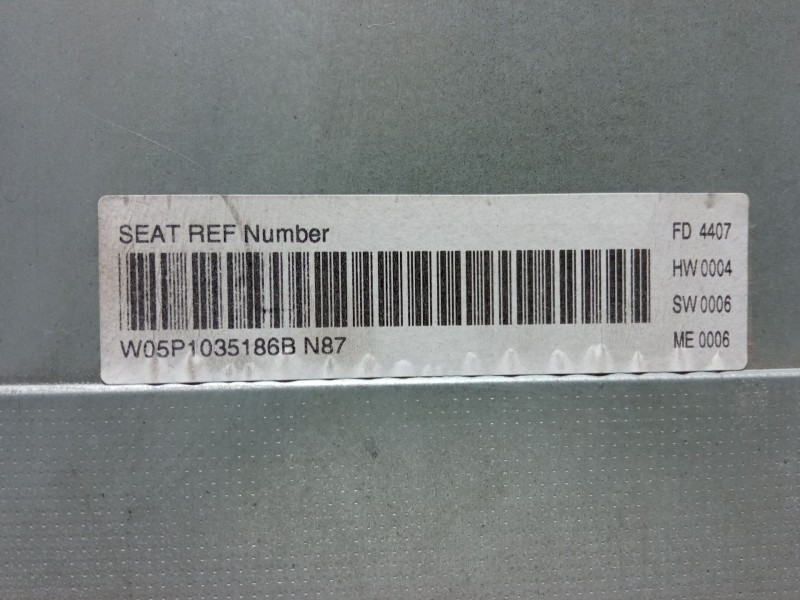 SEAT REF Number
W05P1035186B N87
FD 4407
HW 0004
SW 0006
ME 0006